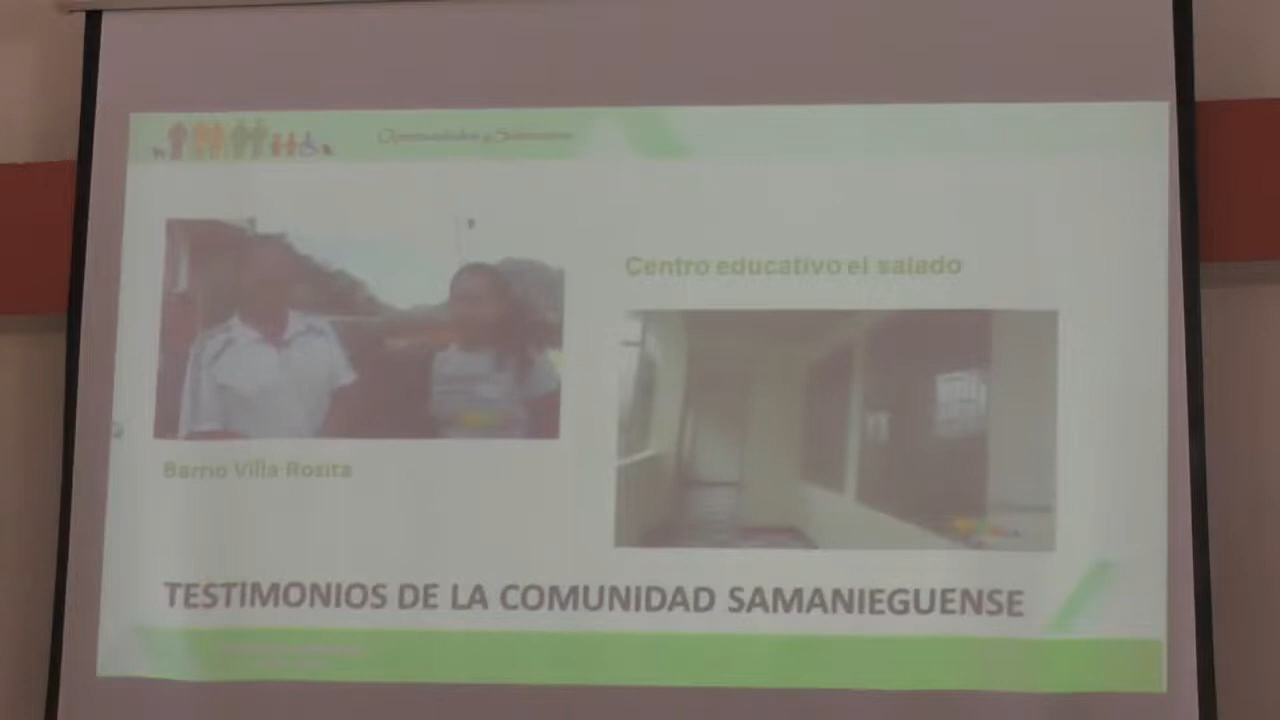 Centro educativo el salado
Barrio Villa Rosita
TESTIMONIOS DE LA COMUNIDAD SAMANIEGUENSE